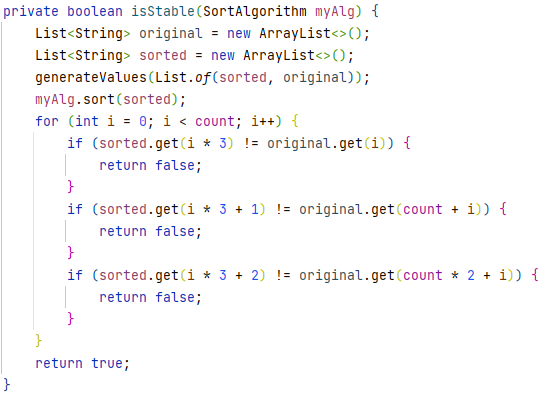 private boolean isStable(SortAlgorithm myAlg) {
    List<String> original = new ArrayList<>();
    List<String> sorted = new ArrayList<>();
    generateValues(List.of(sorted, original));
    myAlg.sort(sorted);
    for (int i = 0; i < count; i++) {
        if (sorted.get(i * 3) != original.get(i)) {
            return false;
        }
        if (sorted.get(i * 3 + 1) != original.get(count + i)) {
            return false;
        }
        if (sorted.get(i * 3 + 2) != original.get(count * 2 + i)) {
            return false;
        }
    }
    return true;
}